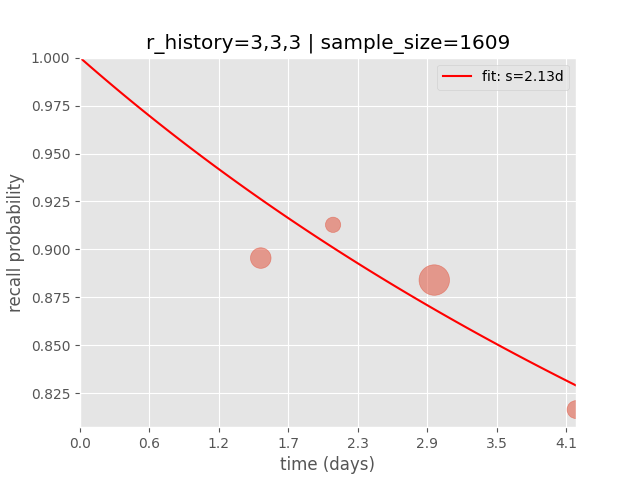 r_history=3,3,3 | sample_size=1609
fit: s=2.13d
1.000
0.975
0.950
0.925
0.900
0.875
0.850
0.825
recall probability
0.0 0.6 1.2 1.7 2.3 2.9 3.5 4.1
time (days)